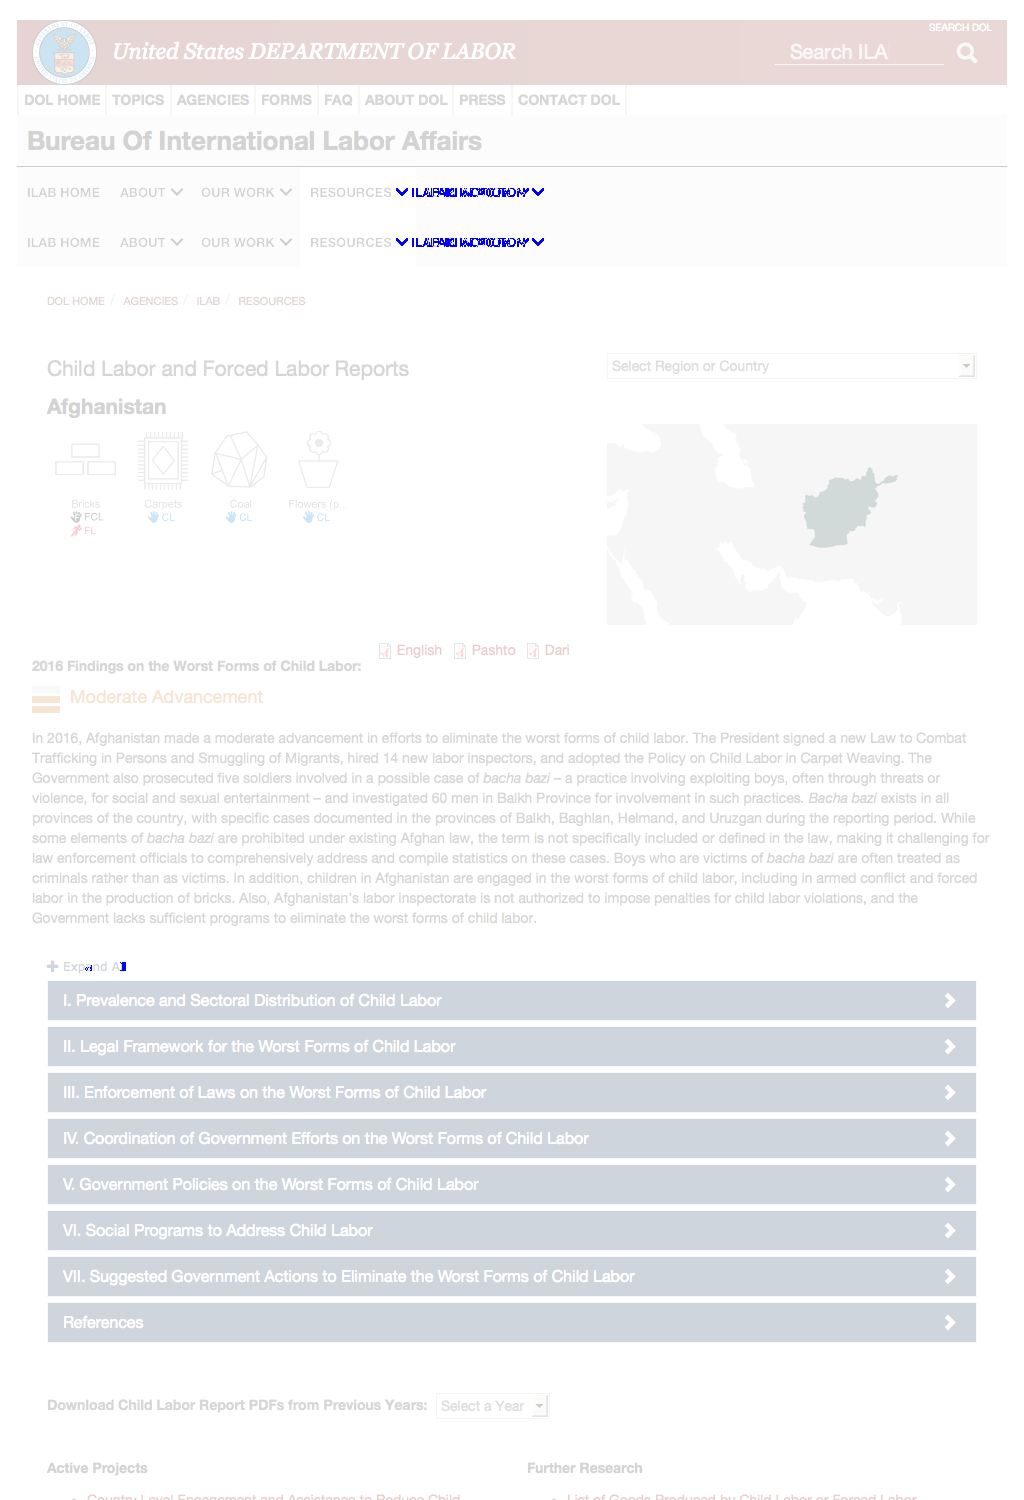 SEARCH DOL
United States DEPARTMENT OF LABOR
Search ILA
DOL HOME TOPICS AGENCIES FORMS FAQ ABOUT DOL PRESS CONTACT DOL
Bureau Of International Labor Affairs
ILAB HOME ABOUT OUR WORK RESOURCES
ILAB HOME ABOUT OUR WORK RESOURCES
DOL HOME / AGENCIES / ILAB / RESOURCES
Child Labor and Forced Labor Reports
Select Region or Country
Afghanistan
Bricks Carpets Coal Flowers (p...
FCL CL CL CL
FL
English Pashto Dari
2016 Findings on the Worst Forms of Child Labor:
Moderate Advancement
In 2016, Afghanistan made a moderate advancement in efforts to eliminate the worst forms of child labor. The President signed a new Law to Combat
Trafficking in Persons and Smuggling of Migrants, hired 14 new labor inspectors, and adopted the Policy on Child Labor in Carpet Weaving. The
Government also prosecuted five soldiers involved in a possible case of bacha bazi – a practice involving exploiting boys, often through threats or
violence, for social and sexual entertainment – and investigated 60 men in Balkh Province for involvement in such practices. Bacha bazi exists in all
provinces of the country, with specific cases documented in the provinces of Balkh, Baghlan, Helmand, and Uruzgan during the reporting period. While
some elements of bacha bazi are prohibited under existing Afghan law, the term is not specifically included or defined in the law, making it challenging for
law enforcement officials to comprehensively address and compile statistics on these cases. Boys who are victims of bacha bazi are often treated as
criminals rather than as victims. In addition, children in Afghanistan are engaged in the worst forms of child labor, including in armed conflict and forced
labor in the production of bricks. Also, Afghanistan's labor inspectorate is not authorized to impose penalties for child labor violations, and the
Government lacks sufficient programs to eliminate the worst forms of child labor.
Expand All
I. Prevalence and Sectoral Distribution of Child Labor
II. Legal Framework for the Worst Forms of Child Labor
III. Enforcement of Laws on the Worst Forms of Child Labor
IV. Coordination of Government Efforts on the Worst Forms of Child Labor
V. Government Policies on the Worst Forms of Child Labor
VI. Social Programs to Address Child Labor
VII. Suggested Government Actions to Eliminate the Worst Forms of Child Labor
References
Download Child Labor Report PDFs from Previous Years: Select a Year
Active Projects
Further Research
Country Level Engagement and Assistance to Reduce Child
List of Goods Produced by Child Labor or Forced Labor